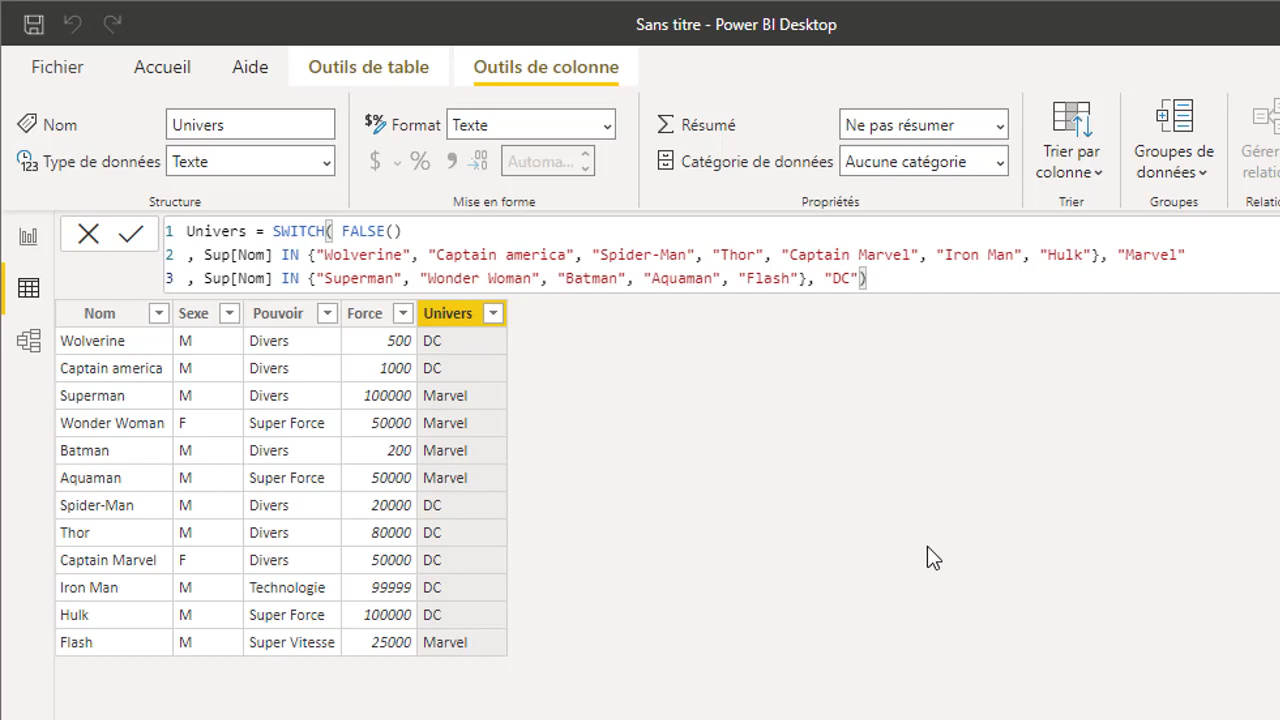 Sans titre - Power BI Desktop
Fichier Accueil Aide Outils de table Outils de colonne
Nom Univers $% Format Texte Résumé Ne pas résumer
Type de données Texte $ % 9 .00 Automa... Catégorie de données Aucune catégorie
Trier par colonne
Groupes de données
Gérer
relati
Structure Mise en forme Propriétés Trier Groupes Relati
1 Univers = SWITCH( FALSE()
2 , Sup[Nom] IN {"Wolverine", "Captain america", "Spider-Man", "Thor", "Captain Marvel", "Iron Man", "Hulk"}, "Marvel"
3 , Sup[Nom] IN {"Superman", "Wonder Woman", "Batman", "Aquaman", "Flash"}, "DC")
Nom Sexe Pouvoir Force Univers
Wolverine M Divers 500 DC
Captain america M Divers 1000 DC
Superman M Divers 100000 Marvel
Wonder Woman F Super Force 50000 Marvel
Batman M Divers 200 Marvel
Aquaman M Super Force 50000 Marvel
Spider-Man M Divers 20000 DC
Thor M Divers 80000 DC
Captain Marvel F Divers 50000 DC
Iron Man M Technologie 99999 DC
Hulk M Super Force 100000 DC
Flash M Super Vitesse 25000 Marvel